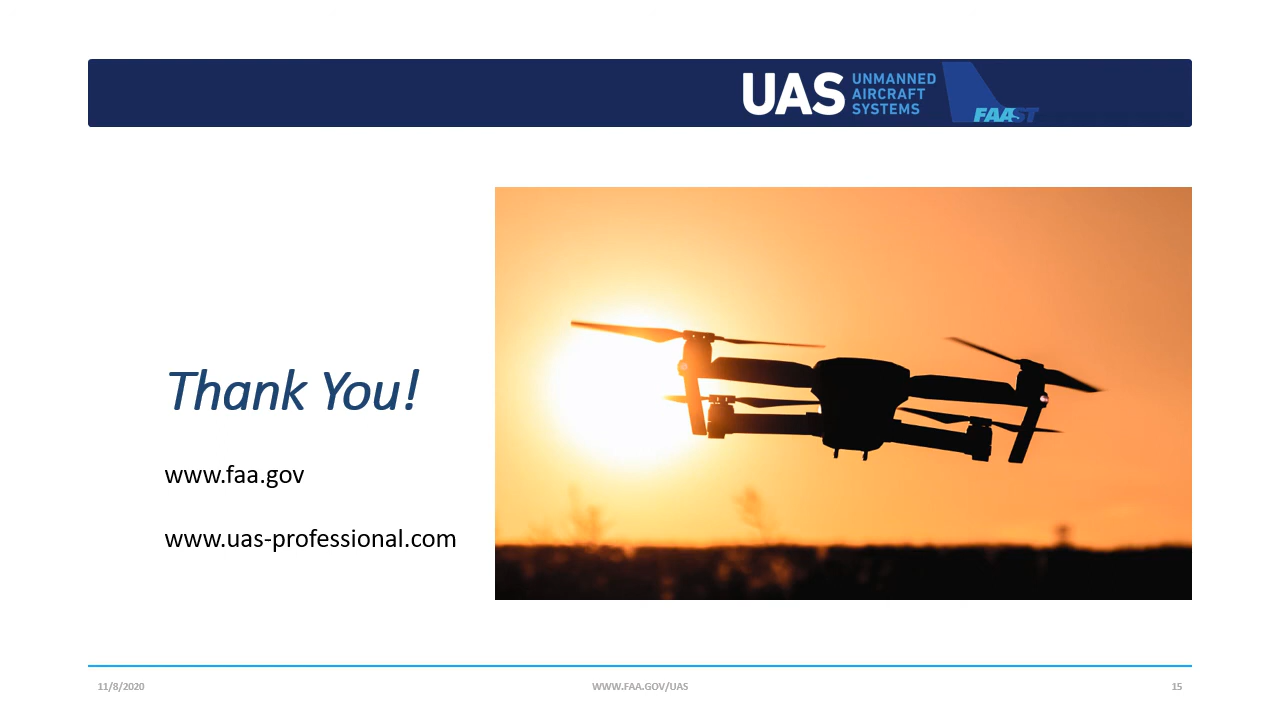 UAS
UNMANNED
AIRCRAFT
SYSTEMS
FAAST
Thank You!
www.faa.gov
www.uas-professional.com
11/8/2020
WWW.FAA.GOV/UAS
15